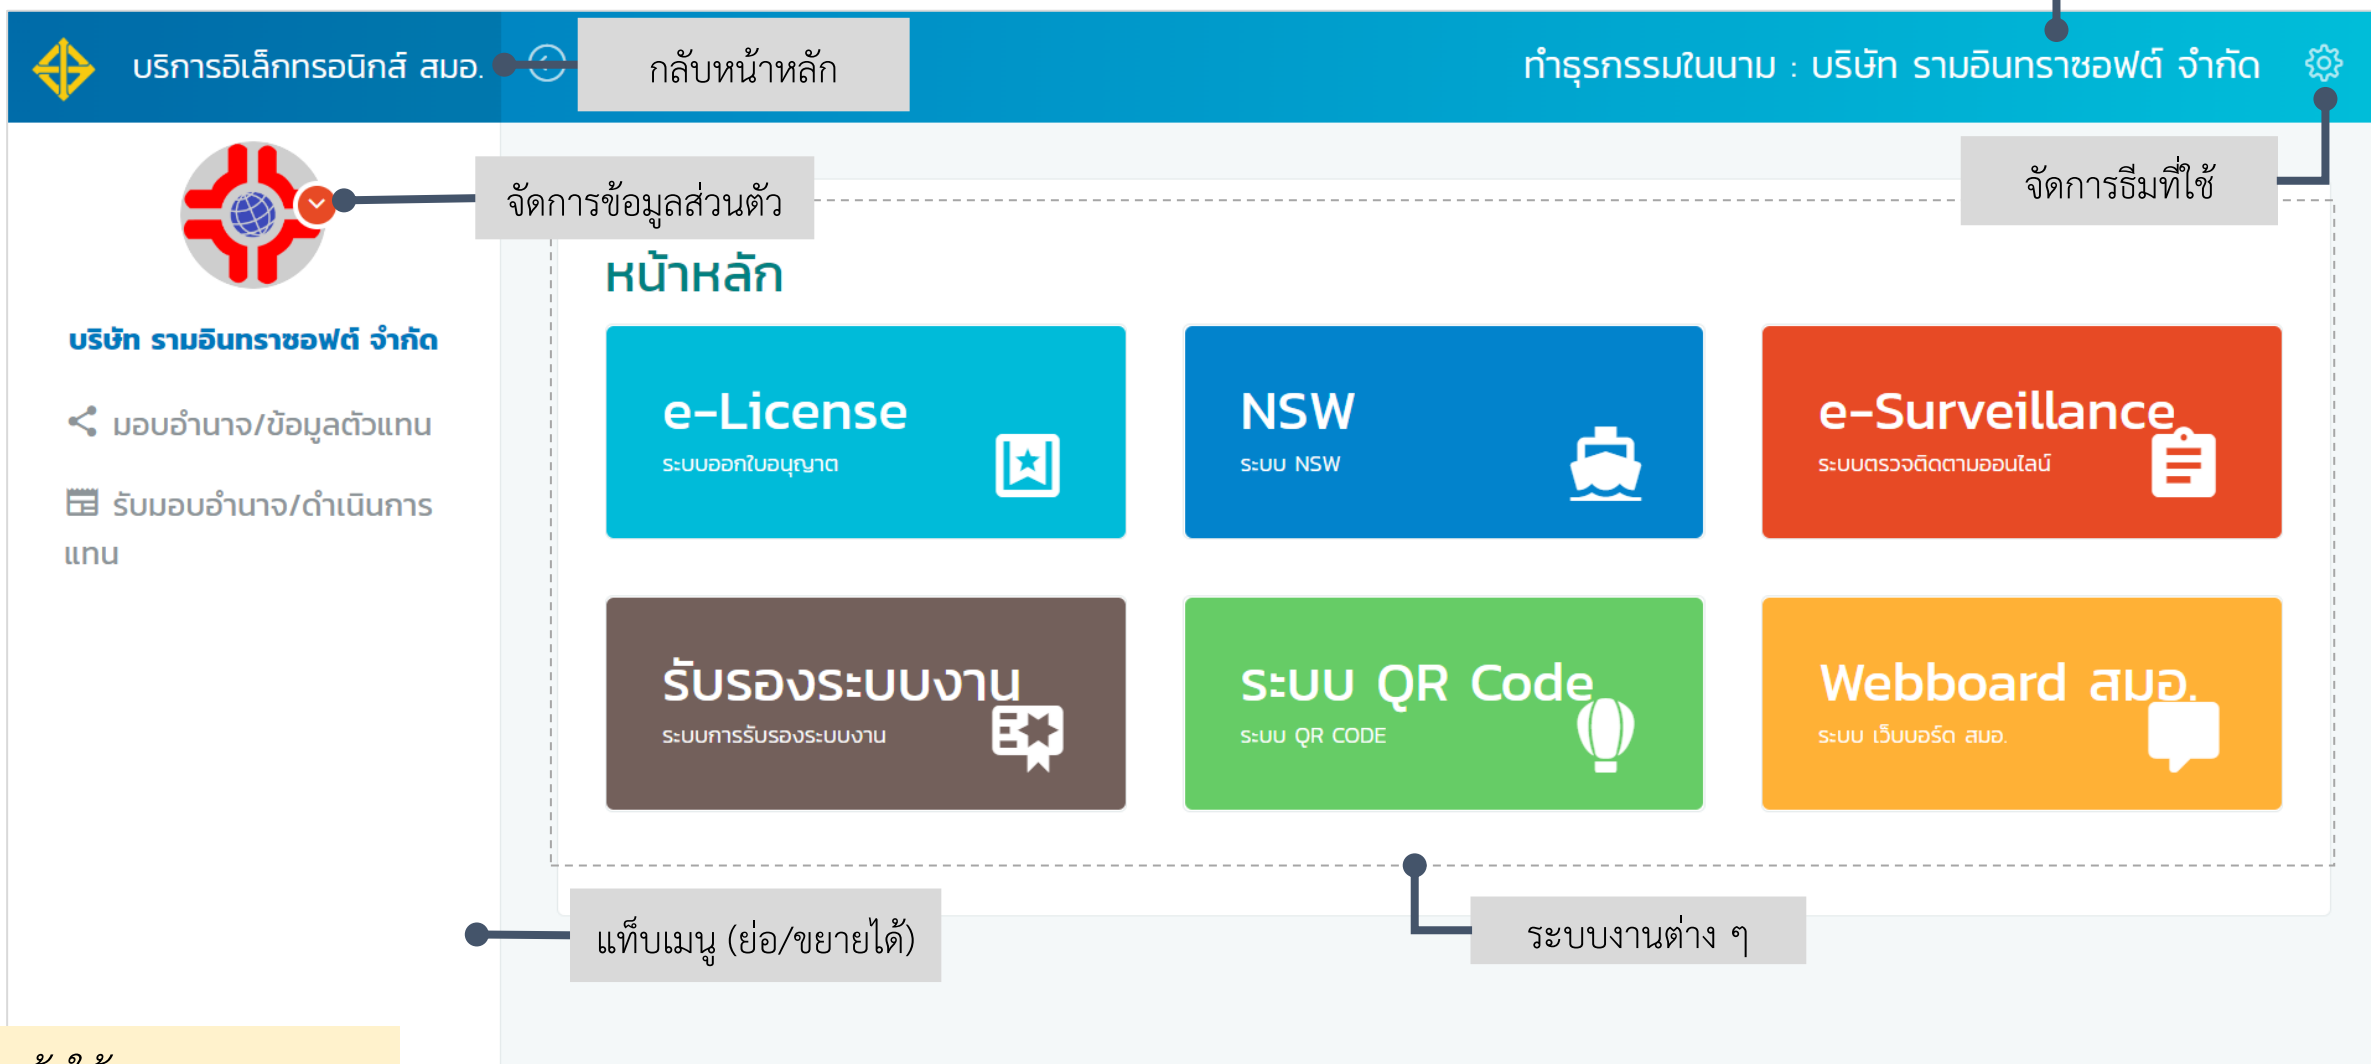 บริการอิเล็กทรอนิกส์ สมอ.
กลับหน้าหลัก
ทำธุรกรรมในนาม : บริษัท รามอินทราซอฟต์ จำกัด
จัดการข้อมูลส่วนตัว
จัดการธีมที่ใช้
บริษัท รามอินทราซอฟต์ จำกัด
มอบอำนาจ/ข้อมูลตัวแทน
รับมอบอำนาจ/ดำเนินการ
แทน
หน้าหลัก
e-License
ระบบออกใบอนุญาต
NSW
ระบบ NSW
e-Surveillance
ระบบตรวจติดตามออนไลน์
รับรองระบบงาน
ระบบการรับรองระบบงาน
ระบบ QR Code
ระบบ QR CODE
Webboard สมอ.
ระบบ เว็บบอร์ด สมอ.
แท็บเมนู (ย่อ/ขยายได้)
ระบบงานต่าง ๆ